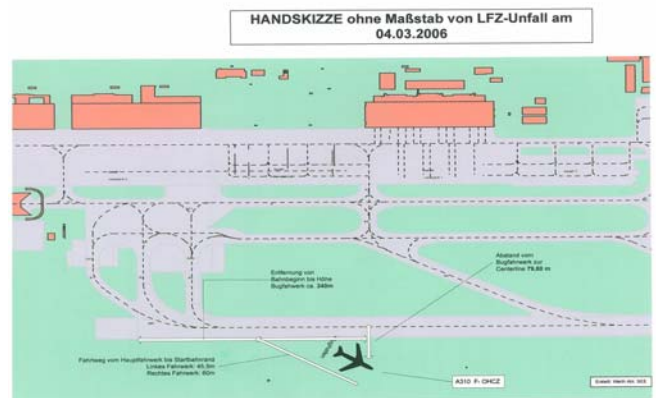 HANDSKIZZE ohne Maßstab von LFZ-Unfall am
04.03.2006
Entfernung von
Bahnbeginn bis Höhe
Bugfahrwerk ca. 340m
Abstand vom
Bugfahrwerk zur
Centerline 79,60 m
Fahrweg vom Hauptfahrwerk bis Startbahnrand
Linkes Fahrwerk: 45,5m
Rechtes Fahrwerk: 60m
A310 F- OHCZ